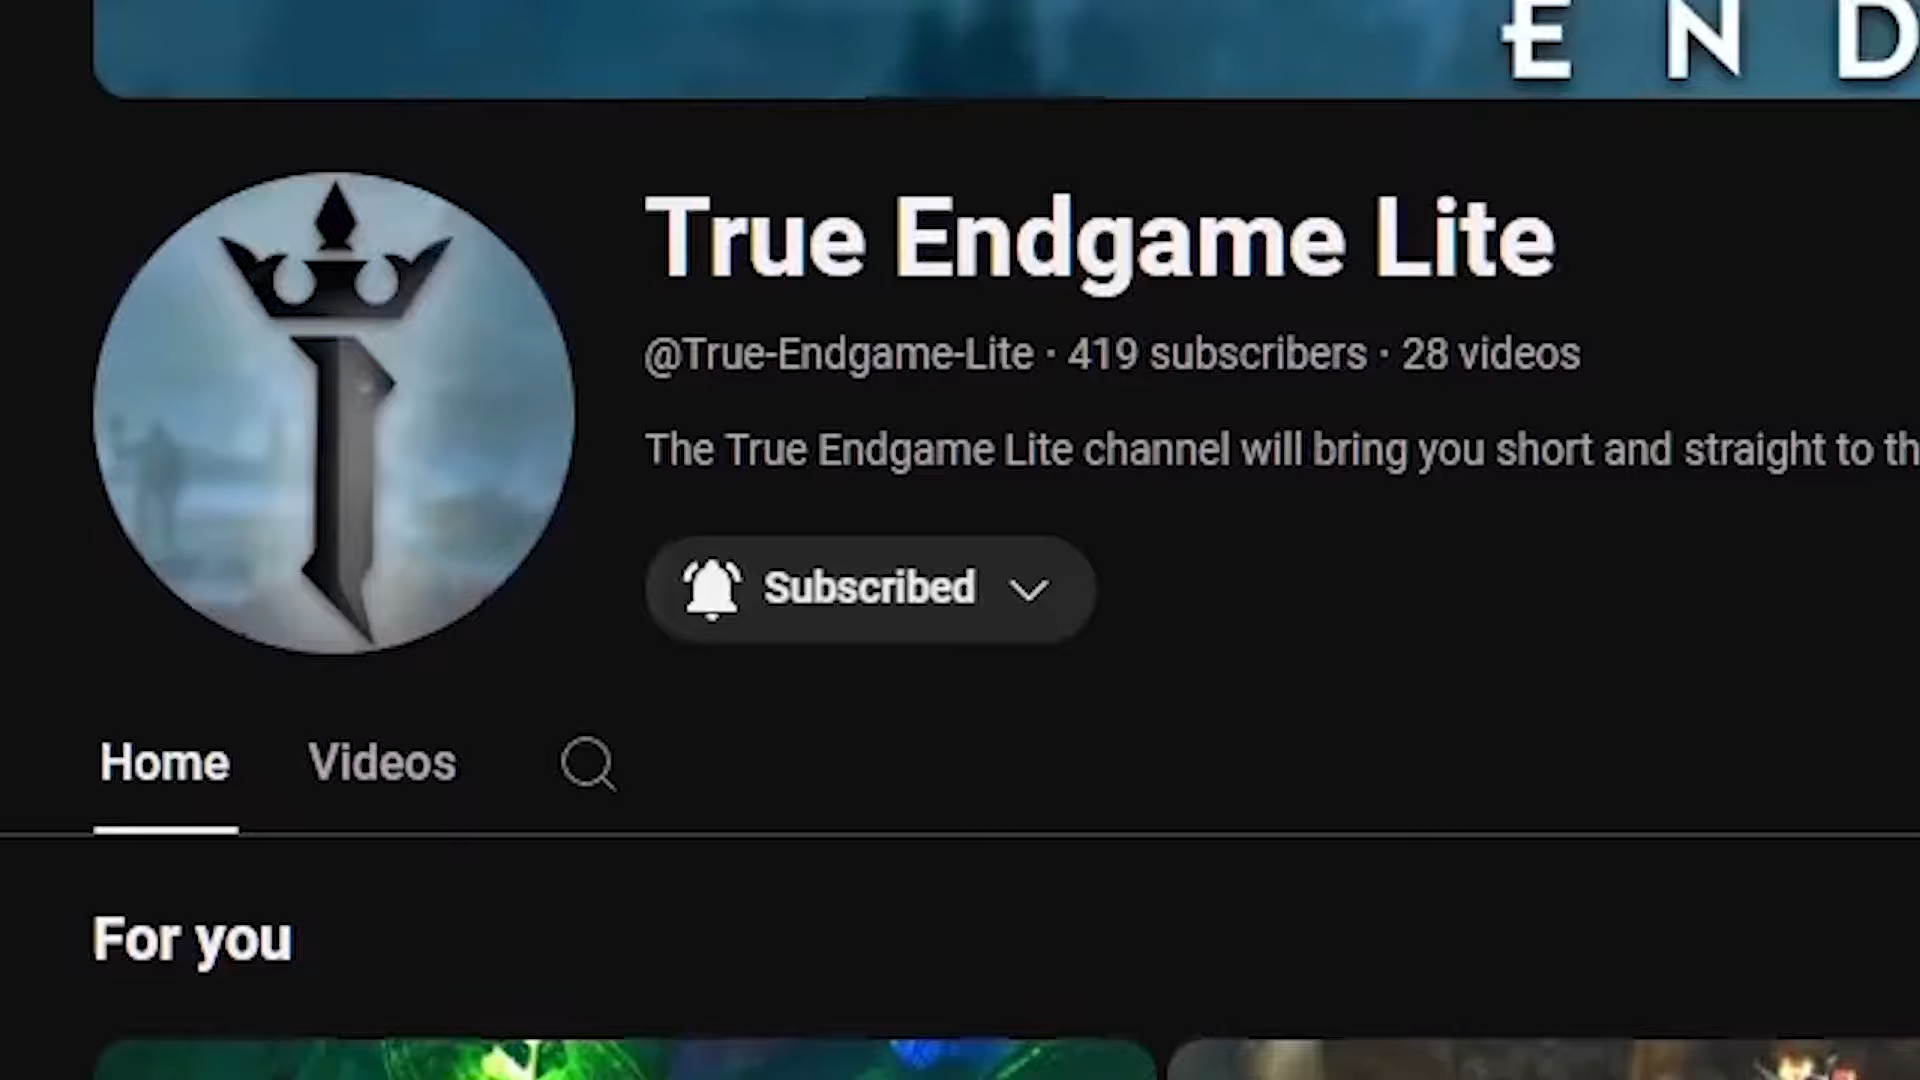 END
True Endgame Lite
@True-Endgame-Lite · 419 subscribers · 28 videos
The True Endgame Lite channel will bring you short and straight to th
Subscribed
Home Videos
For you